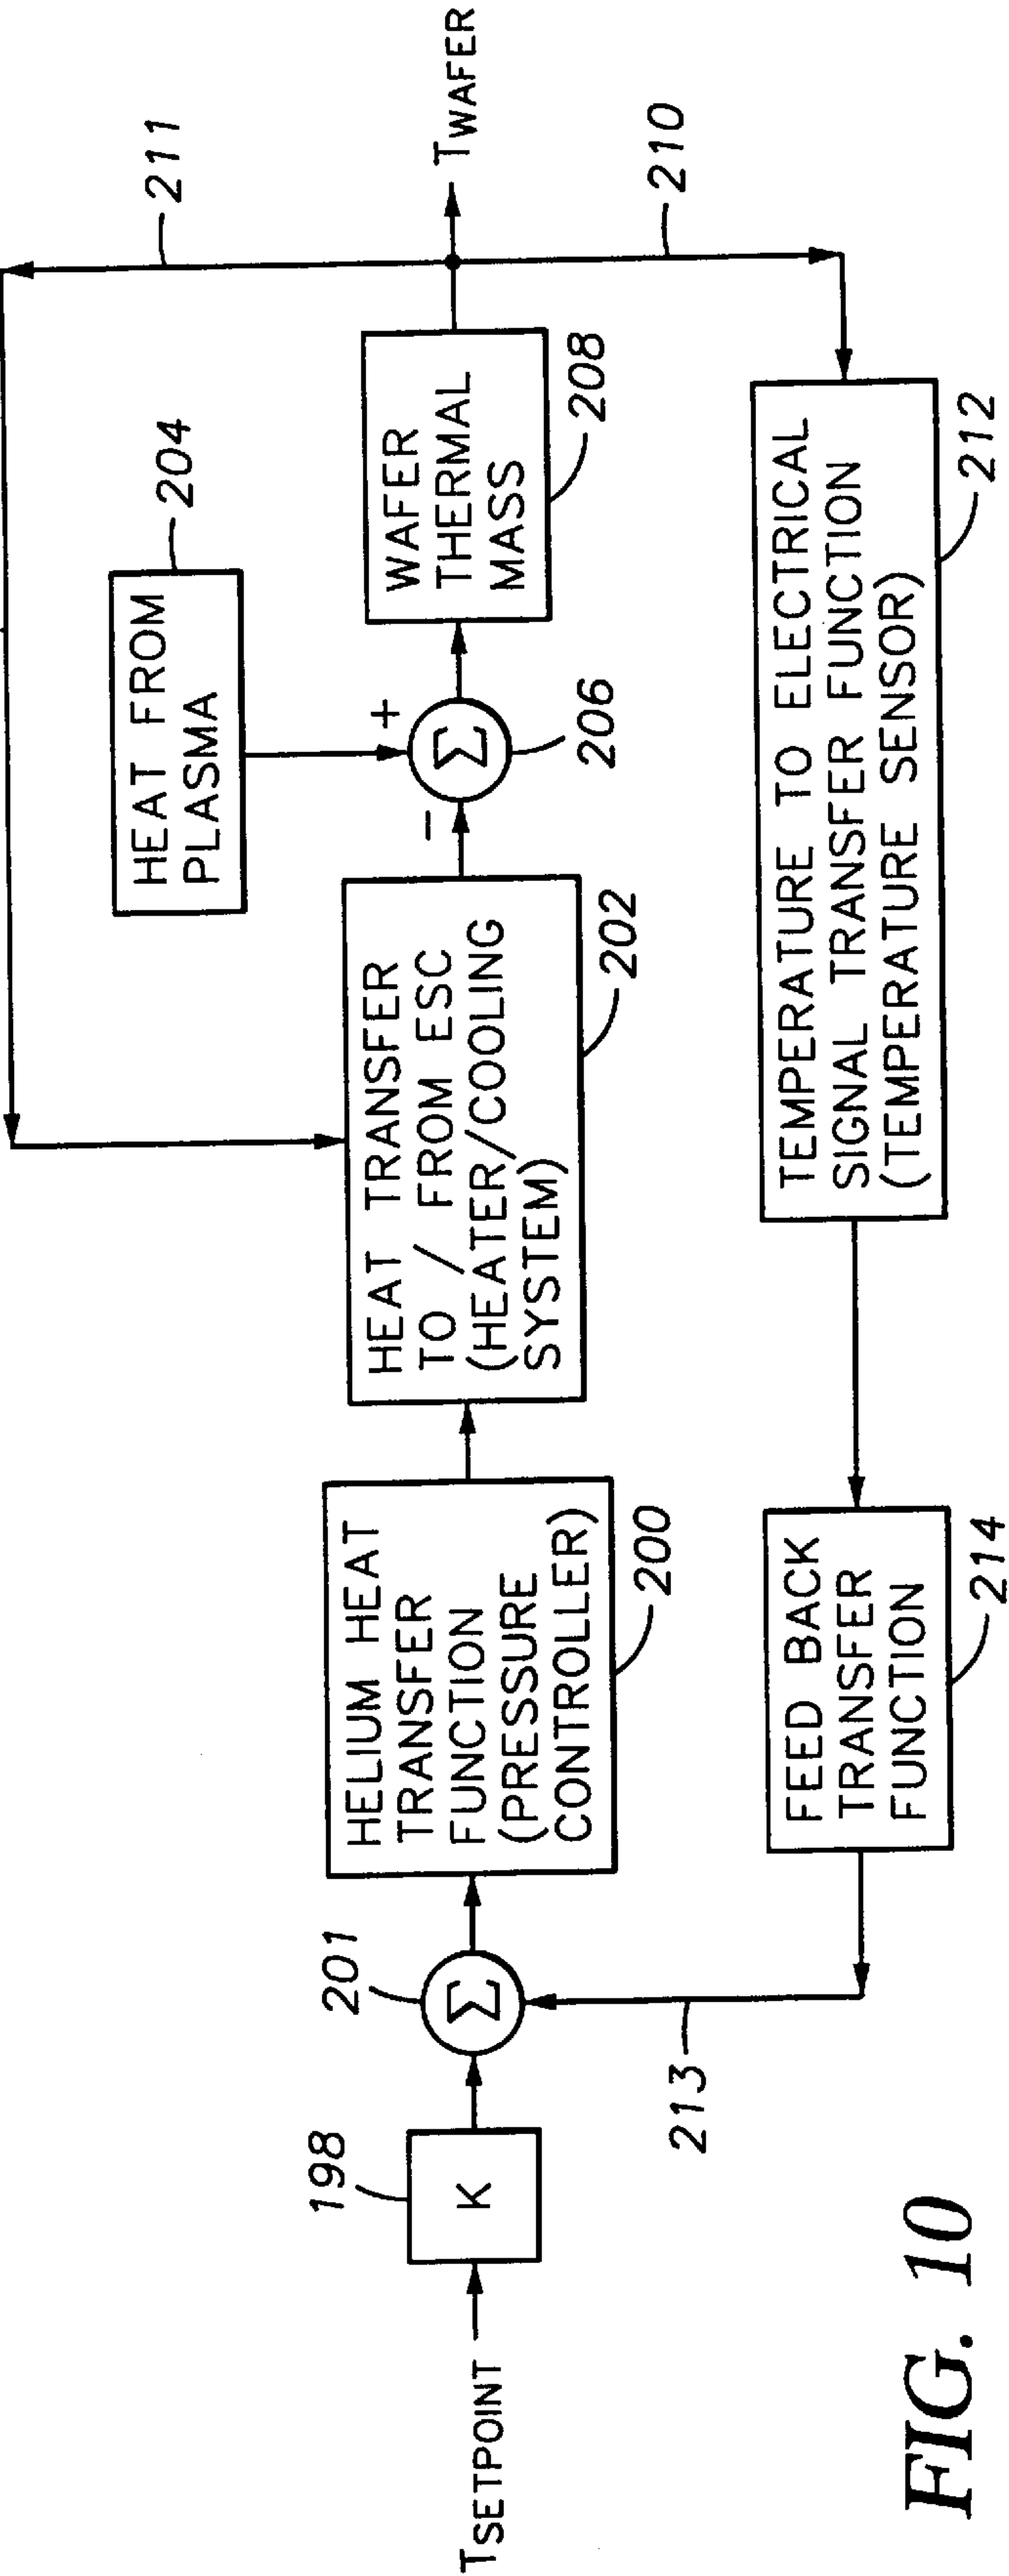 211
HEAT FROM
PLASMA
204
TSETPOINT
198
K
201
Σ
HELIUM HEAT
TRANSFER
FUNCTION
(PRESSURE
CONTROLLER)
200
HEAT TRANSFER
TO / FROM ESC
(HEATER/COOLING
SYSTEM)
202
-
+
Σ
206
WAFER
THERMAL
MASS
208
TWAFER
210
213
FEED BACK
TRANSFER
FUNCTION
214
TEMPERATURE TO ELECTRICAL
SIGNAL TRANSFER FUNCTION
(TEMPERATURE SENSOR)
212
FIG. 10